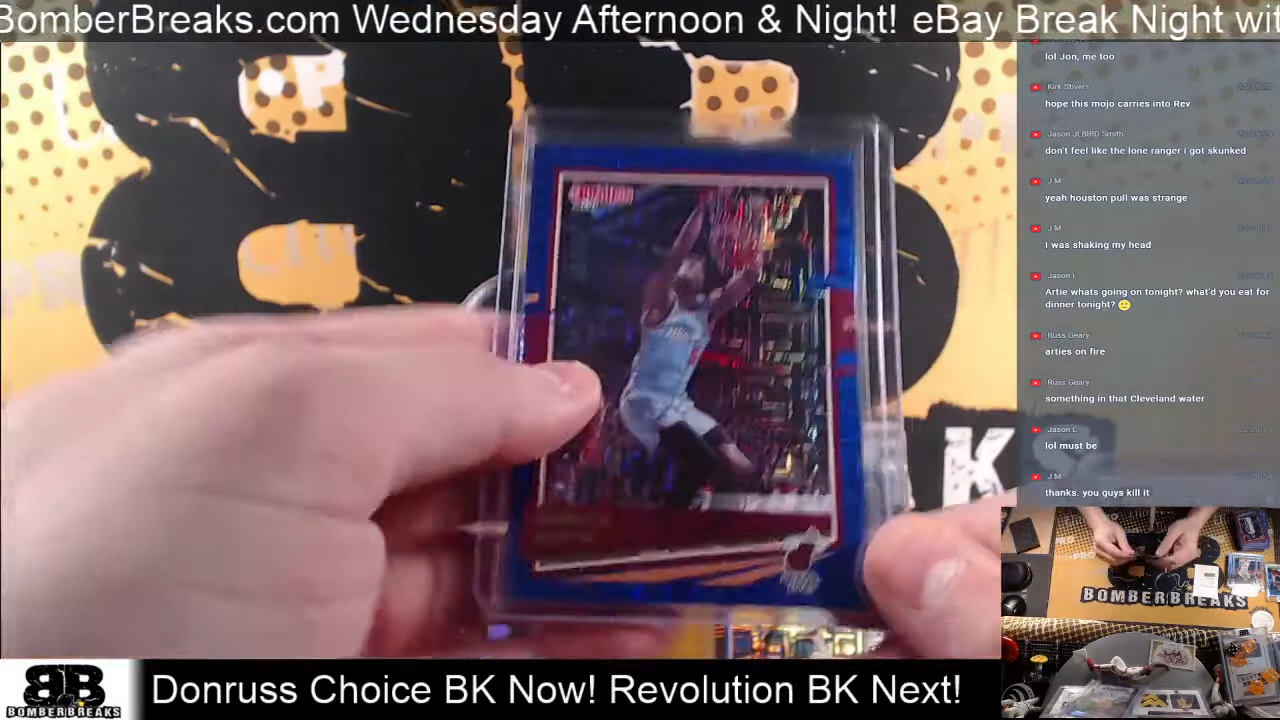 BomberBreaks.com Wednesday Afternoon & Night! eBay Break Night wit
lol Jon, me too
Kirk Stivers
hope this mojo carries into Rev
Jason JEBIRD Smith
don't feel like the lone ranger i got skunked
J M
yeah houston pull was strange
J M
I was shaking my head
Jason L
Artie whats going on tonight? what'd you eat for
dinner tonight? 🙂
Russ Geary
arties on fire
Russ Geary
something in that Cleveland water
Jason L
lol must be
J M
thanks. you guys kill it
K
BOMBERBREAKS
BB
BOMBERBREAKS
Donruss Choice BK Now! Revolution BK Next!